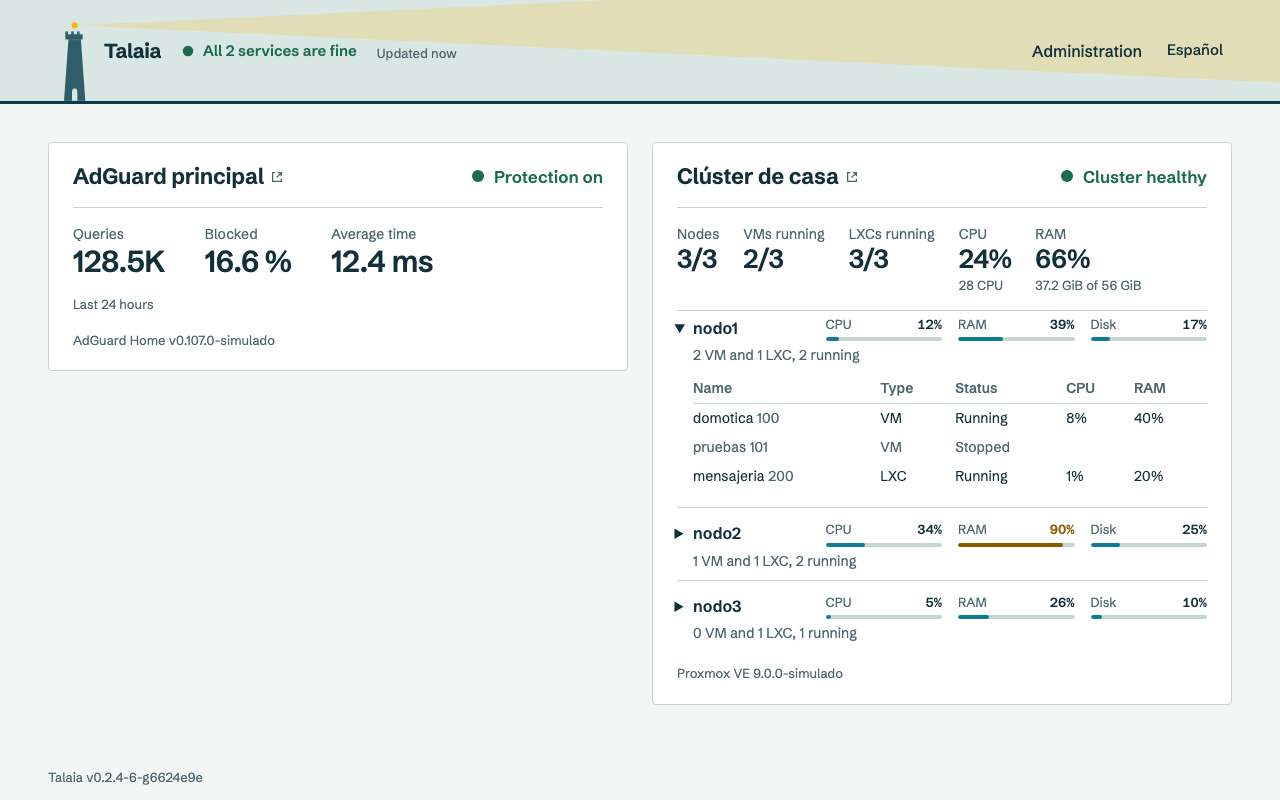 Talaia
All 2 services are fine
Updated now
Administration
Español
AdGuard principal
Protection on
Queries
128.5K
Blocked
16.6 %
Average time
12.4 ms
Last 24 hours
AdGuard Home v0.107.0-simulado
Clúster de casa
Cluster healthy
Nodes
3/3
VMs running
2/3
LXCs running
3/3
CPU
24%
28 CPU
RAM
66%
37.2 GiB of 56 GiB
nodo1
CPU 12%
RAM 39%
Disk 17%
2 VM and 1 LXC, 2 running
Name Type Status CPU RAM
domotica 100 VM Running 8% 40%
pruebas 101 VM Stopped
mensajeria 200 LXC Running 1% 20%
nodo2
CPU 34%
RAM 90%
Disk 25%
1 VM and 1 LXC, 2 running
nodo3
CPU 5%
RAM 26%
Disk 10%
0 VM and 1 LXC, 1 running
Proxmox VE 9.0.0-simulado
Talaia v0.2.4-6-g6624e9e